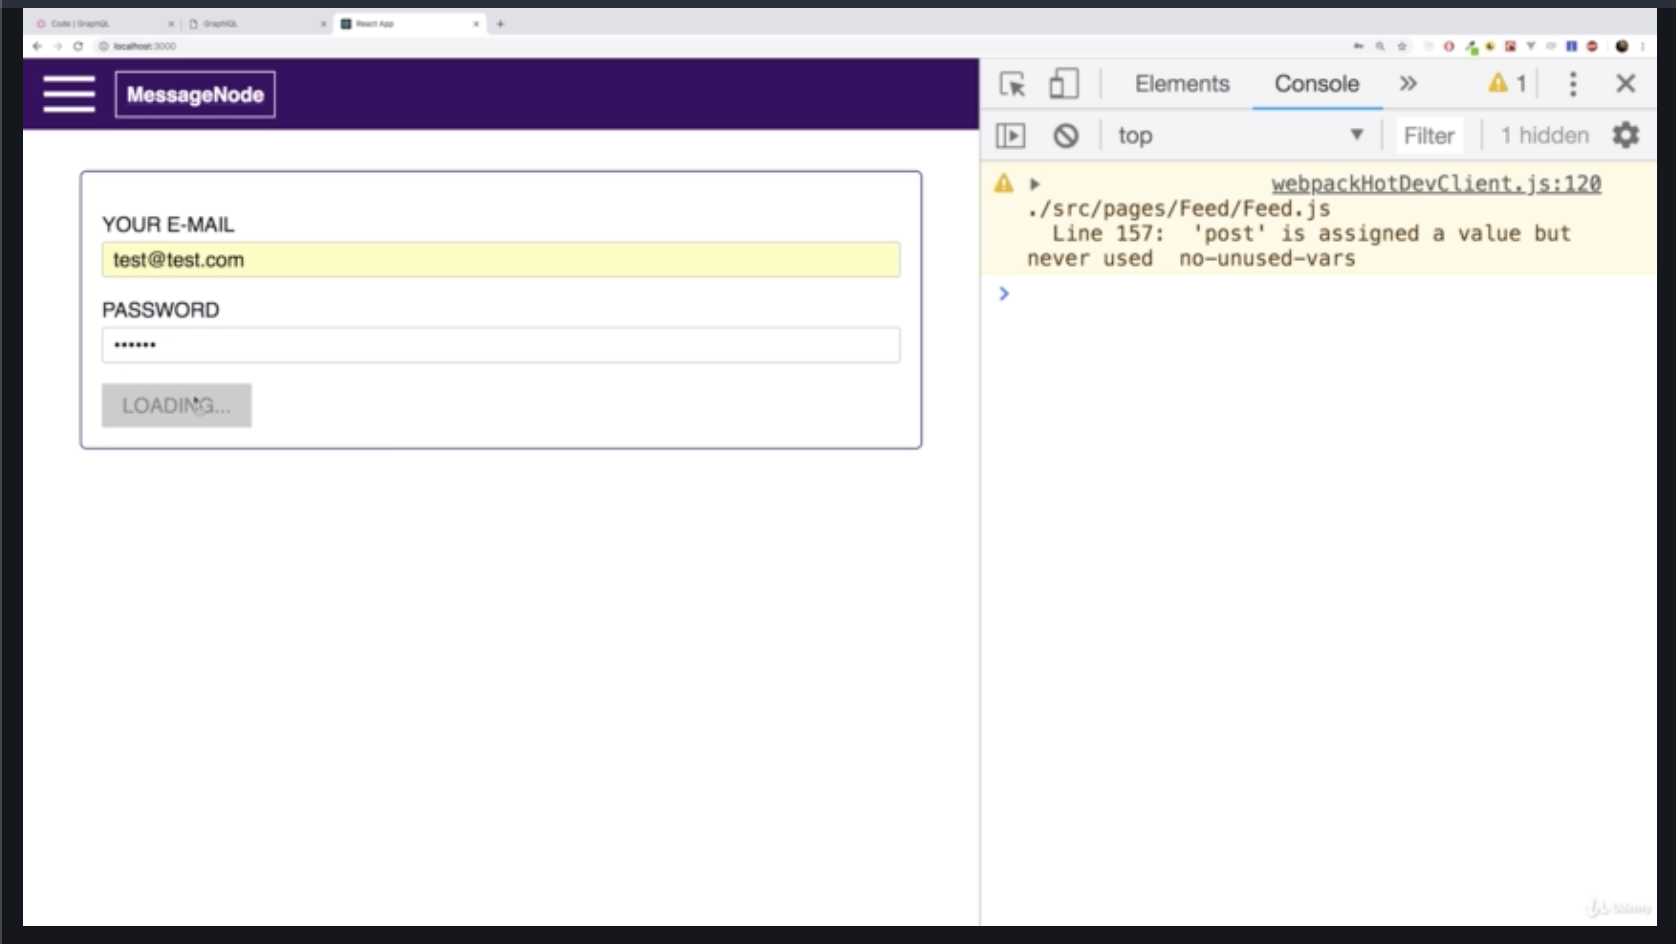 Code | GraphQL
GraphiQL
React App
localhost:3000
MessageNode
YOUR E-MAIL
test@test.com
PASSWORD
••••••
LOADING...
Elements
Console
1
top
Filter
1 hidden
webpackHotDevClient.js:120
./src/pages/Feed/Feed.js
Line 157:  'post' is assigned a value but
never used  no-unused-vars
Udemy